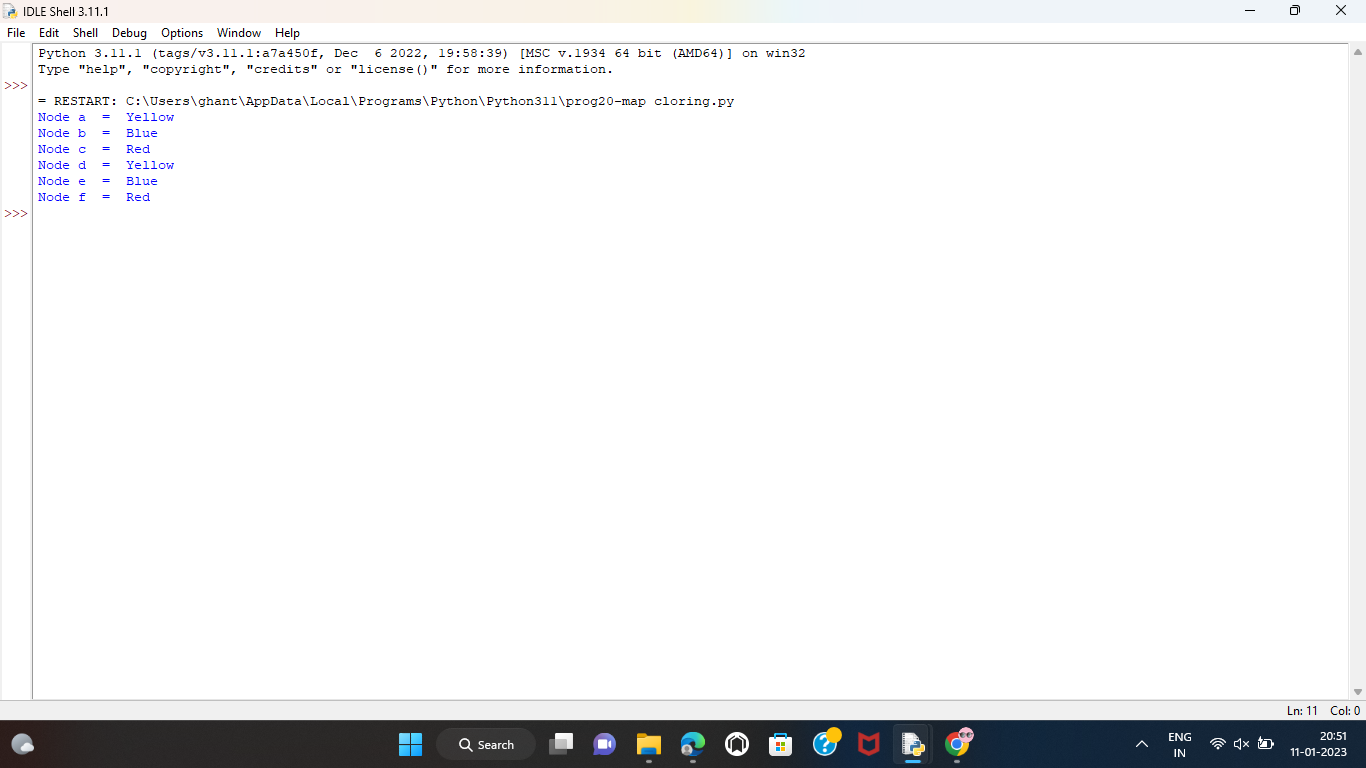 IDLE Shell 3.11.1
File Edit Shell Debug Options Window Help
Python 3.11.1 (tags/v3.11.1:a7a450f, Dec  6 2022, 19:58:39) [MSC v.1934 64 bit (AMD64)] on win32
Type "help", "copyright", "credits" or "license()" for more information.
>>>
= RESTART: C:\Users\ghant\AppData\Local\Programs\Python\Python311\prog20-map cloring.py
Node a  =  Yellow
Node b  =  Blue
Node c  =  Red
Node d  =  Yellow
Node e  =  Blue
Node f  =  Red
>>>
Ln: 11 Col: 0
Search
ENG
IN
20:51
11-01-2023